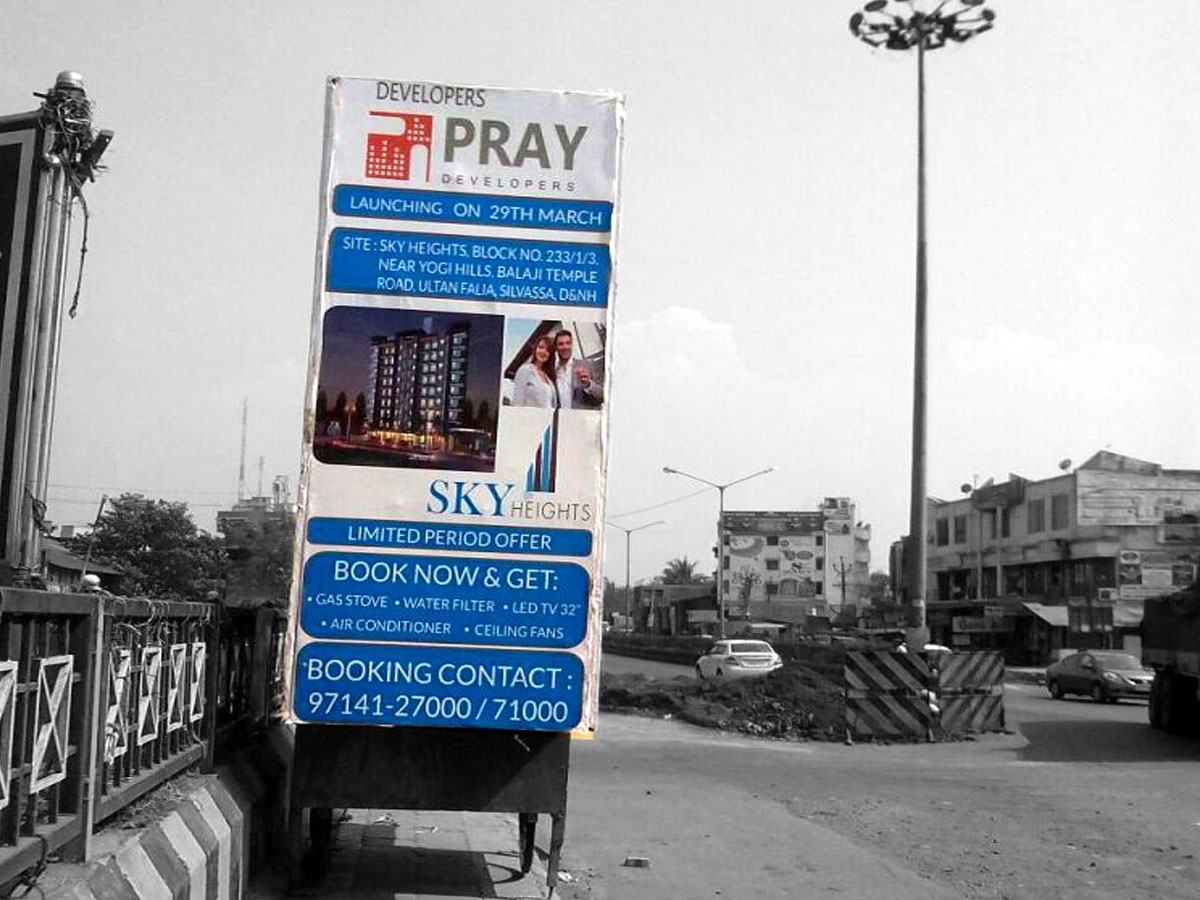 DEVELOPERS
PRAY
DEVELOPERS
LAUNCHING ON 29TH MARCH
SITE : SKY HEIGHTS, BLOCK NO. 233/1/3,
NEAR YOGI HILLS, BALAJI TEMPLE
ROAD, ULTAN FALIA, SILVASSA, D&NH
SKY HEIGHTS
LIMITED PERIOD OFFER
BOOK NOW & GET:
• GAS STOVE • WATER FILTER • LED TV 32"
• AIR CONDITIONER • CEILING FANS
BOOKING CONTACT :
97141-27000 / 71000